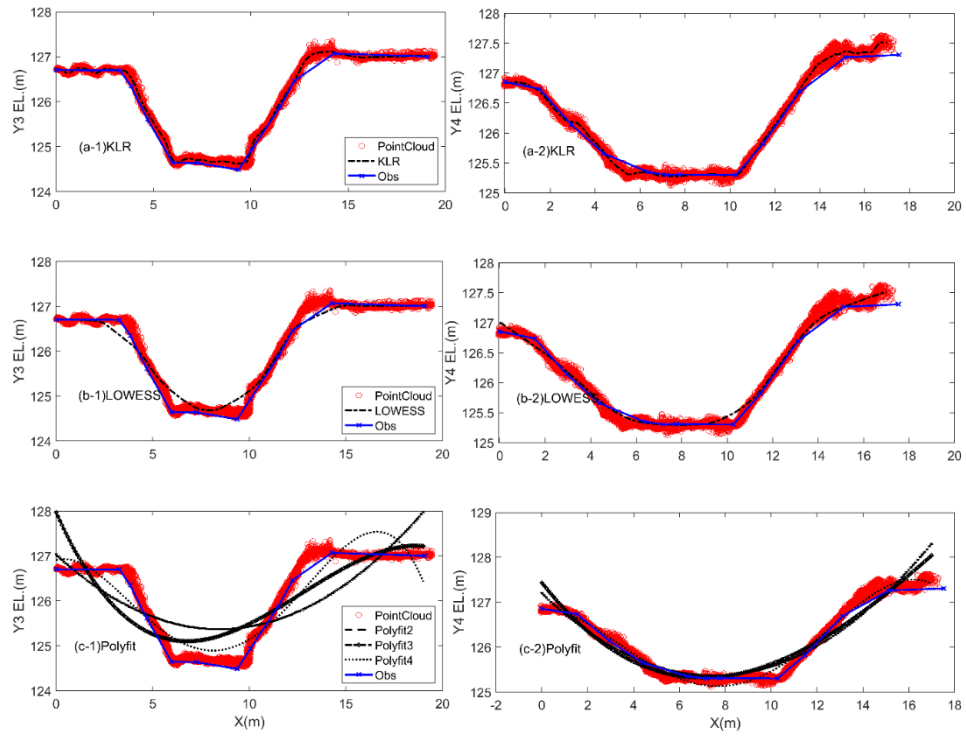 128
127
126
125
124
Y3 EL.(m)
(a-1)KLR
PointCloud
KLR
Obs
0 5 10 15 20
128
127.5
127
126.5
126
125.5
125
Y4 EL.(m)
(a-2)KLR
0 2 4 6 8 10 12 14 16 18 20
128
127
126
125
124
Y3 EL.(m)
(b-1)LOWESS
PointCloud
LOWESS
Obs
0 5 10 15 20
128
127.5
127
126.5
126
125.5
125
Y4 EL.(m)
(b-2)LOWESS
0 2 4 6 8 10 12 14 16 18 20
128
127
126
125
124
Y3 EL.(m)
(c-1)Polyfit
PointCloud
Polyfit2
Polyfit3
Polyfit4
Obs
0 5 10 15 20
X(m)
129
128
127
126
125
Y4 EL.(m)
(c-2)Polyfit
-2 0 2 4 6 8 10 12 14 16 18
X(m)